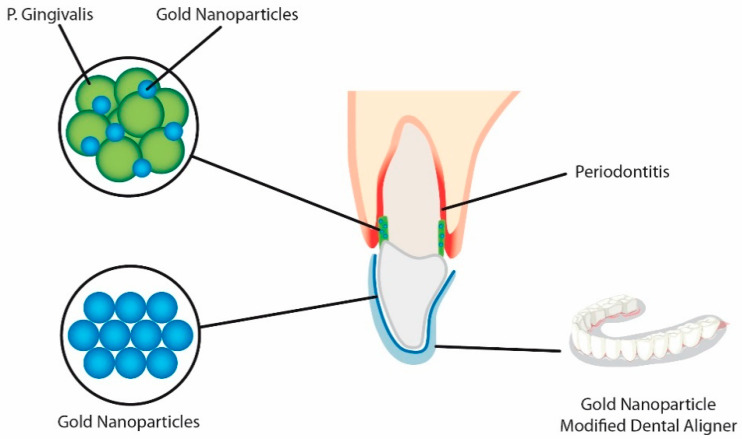 P. Gingivalis
Gold Nanoparticles
Periodontitis
Gold Nanoparticles
Gold Nanoparticle
Modified Dental Aligner